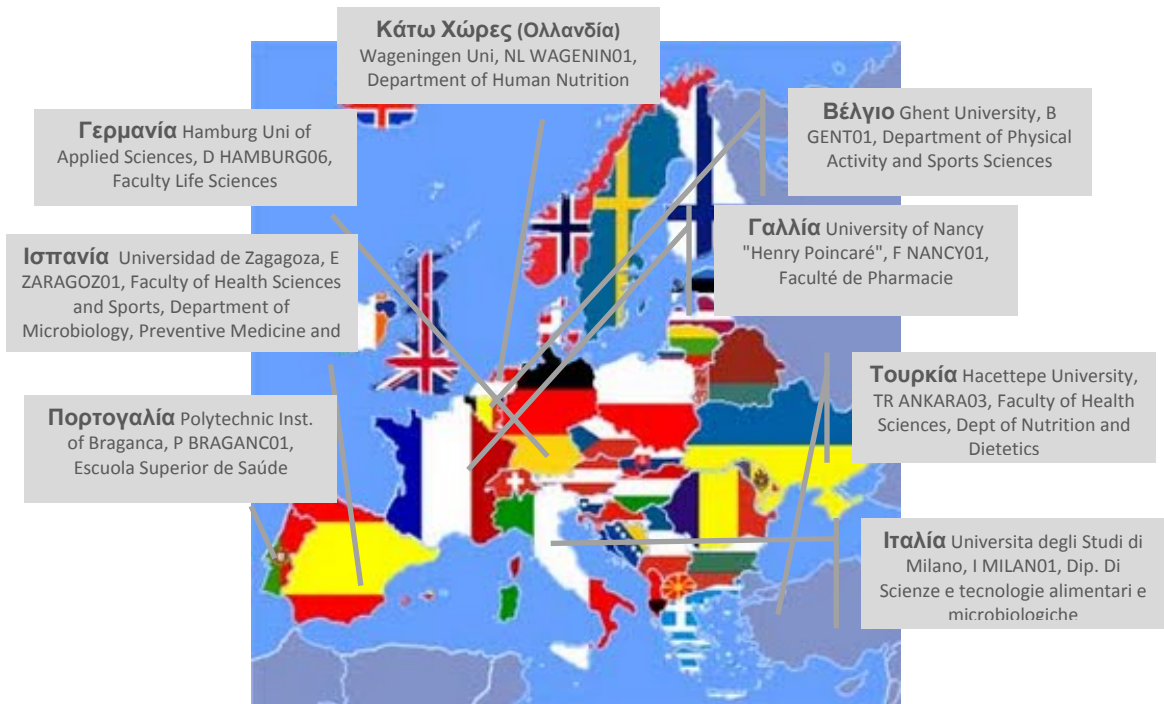 Κάτω Χώρες (Ολλανδία)
Wageningen Uni, NL WAGENIN01,
Department of Human Nutrition
Γερμανία Hamburg Uni of
Applied Sciences, D HAMBURG06,
Faculty Life Sciences
Βέλγιο Ghent University, B
GENT01, Department of Physical
Activity and Sports Sciences
Ισπανία Universidad de Zagagoza, E
ZARAGOZ01, Faculty of Health Sciences
and Sports, Department of
Microbiology, Preventive Medicine and
Γαλλία University of Nancy
"Henry Poincaré", F NANCY01,
Faculté de Pharmacie
Πορτογαλία Polytechnic Inst.
of Braganca, P BRAGANC01,
Escuola Superior de Saúde
Τουρκία Hacettepe University,
TR ANKARA03, Faculty of Health
Sciences, Dept of Nutrition and
Dietetics
Ιταλία Universita degli Studi di
Milano, I MILAN01, Dip. Di
Scienze e tecnologie alimentari e
microbiologiche